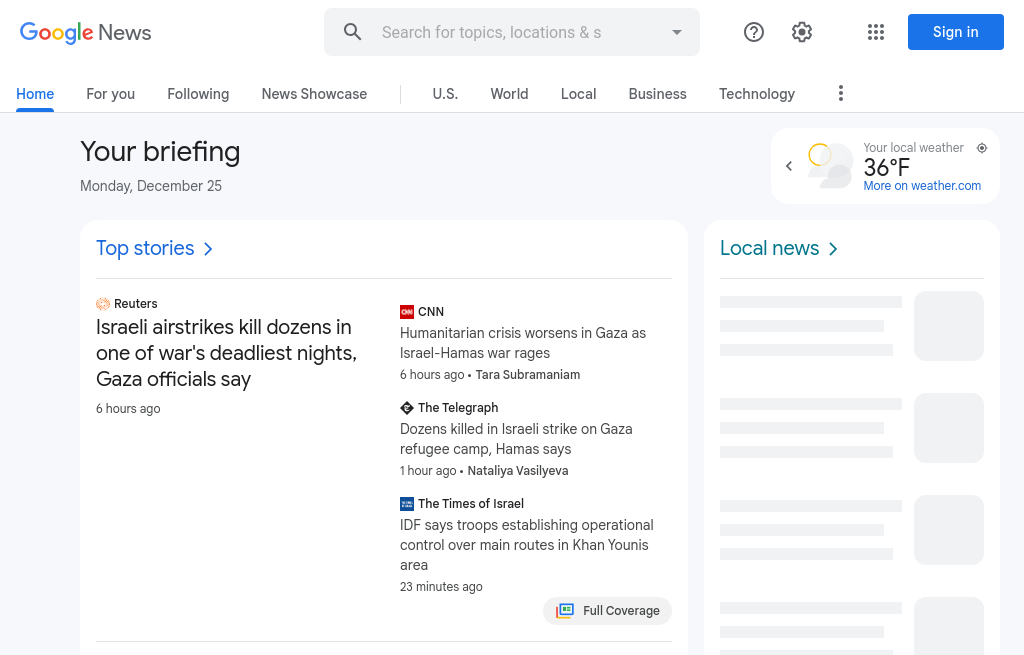 Google News
Search for topics, locations & s
Sign in
Home
For you
Following
News Showcase
U.S.
World
Local
Business
Technology
Your briefing
Monday, December 25
Your local weather
36°F
More on weather.com
Top stories
Reuters
Israeli airstrikes kill dozens in
one of war's deadliest nights,
Gaza officials say
6 hours ago
CNN
Humanitarian crisis worsens in Gaza as
Israel-Hamas war rages
6 hours ago • Tara Subramaniam
The Telegraph
Dozens killed in Israeli strike on Gaza
refugee camp, Hamas says
1 hour ago • Nataliya Vasilyeva
The Times of Israel
IDF says troops establishing operational
control over main routes in Khan Younis
area
23 minutes ago
Full Coverage
Local news